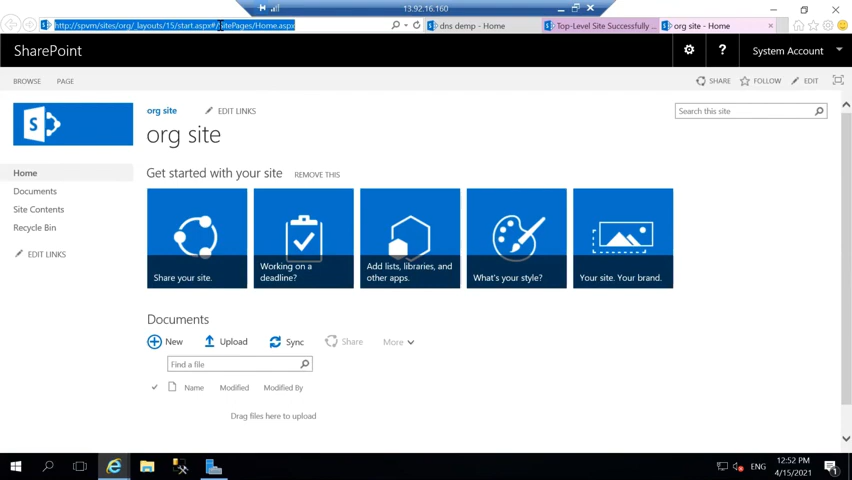 13.92.16.160
http://spvm/sites/org/_layouts/15/start.aspx#/SitePages/Home.aspx
dns demp - Home
Top-Level Site Successfully ...
org site - Home
SharePoint
?
System Account
BROWSE
PAGE
SHARE
FOLLOW
EDIT
S
org site
EDIT LINKS
Search this site
org site
Home
Documents
Site Contents
Recycle Bin
EDIT LINKS
Get started with your site
REMOVE THIS
Share your site.
Working on a
deadline?
Add lists, libraries, and
other apps.
What's your style?
Your site. Your brand.
Documents
New
Upload
Sync
Share
More
Find a file
Name
Modified
Modified By
Drag files here to upload
ENG
12:52 PM
4/15/2021
1